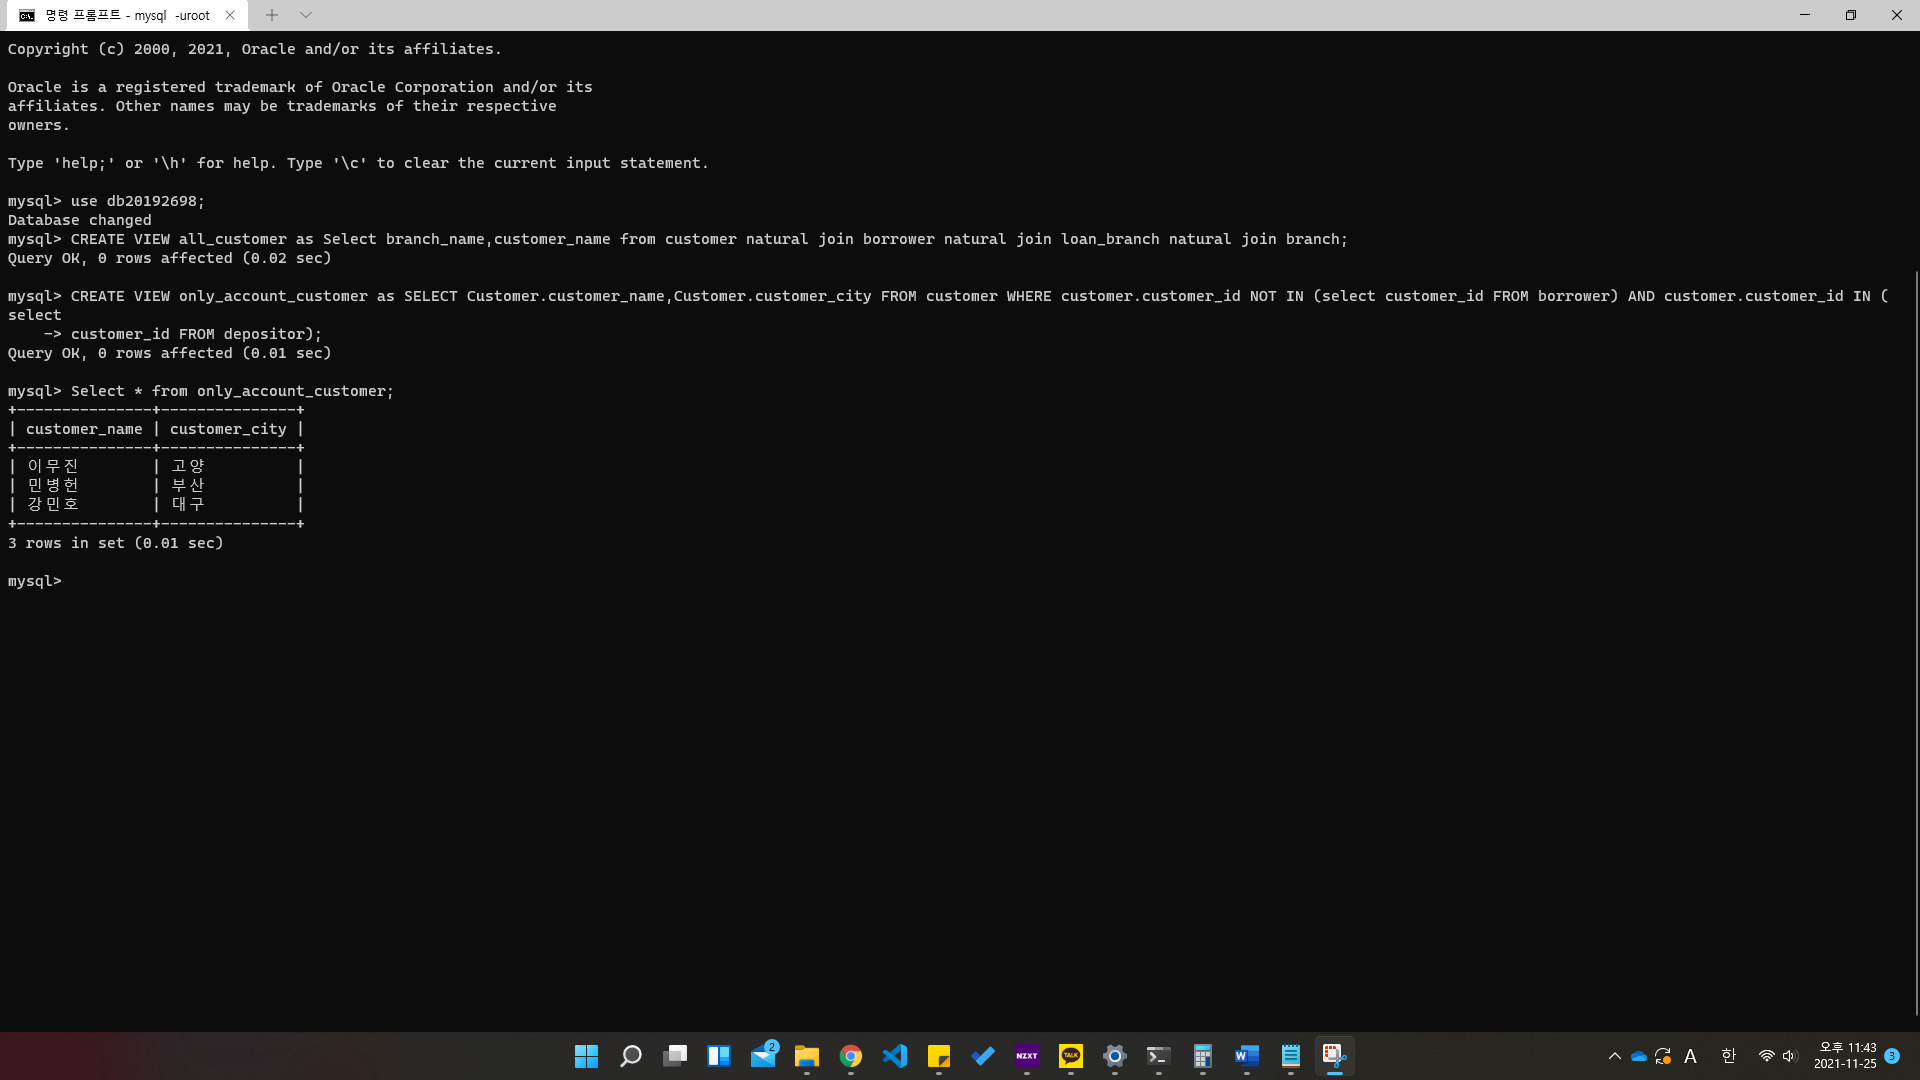 명령 프롬프트 - mysql  -uroot
Copyright (c) 2000, 2021, Oracle and/or its affiliates.
Oracle is a registered trademark of Oracle Corporation and/or its
affiliates. Other names may be trademarks of their respective
owners.
Type 'help;' or '\h' for help. Type '\c' to clear the current input statement.
mysql> use db20192698;
Database changed
mysql> CREATE VIEW all_customer as Select branch_name,customer_name from customer natural join borrower natural join loan_branch natural join branch;
Query OK, 0 rows affected (0.02 sec)
mysql> CREATE VIEW only_account_customer as SELECT Customer.customer_name,Customer.customer_city FROM customer WHERE customer.customer_id NOT IN (select customer_id FROM borrower) AND customer.customer_id IN (
select
    -> customer_id FROM depositor);
Query OK, 0 rows affected (0.01 sec)
mysql> Select * from only_account_customer;
+---------------+---------------+
| customer_name | customer_city |
+---------------+---------------+
| 이무진        | 고양          |
| 민병헌        | 부산          |
| 강민호        | 대구          |
+---------------+---------------+
3 rows in set (0.01 sec)
mysql>
2
NZXT
TALK
W
A
한
오후 11:43
2021-11-25
3